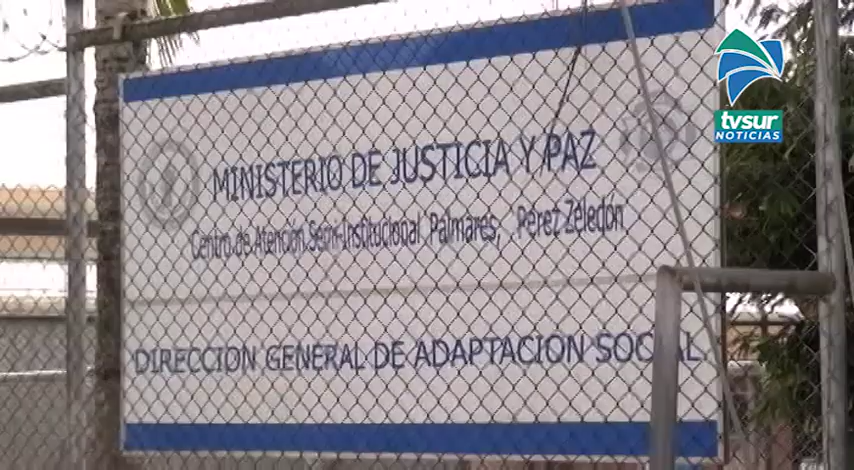 tvsur
NOTICIAS
MINISTERIO DE JUSTICIA Y PAZ
Centro de Atención Semi-Institucional Palmares, Pérez Zeledón
DIRECCION GENERAL DE ADAPTACION SOCIAL